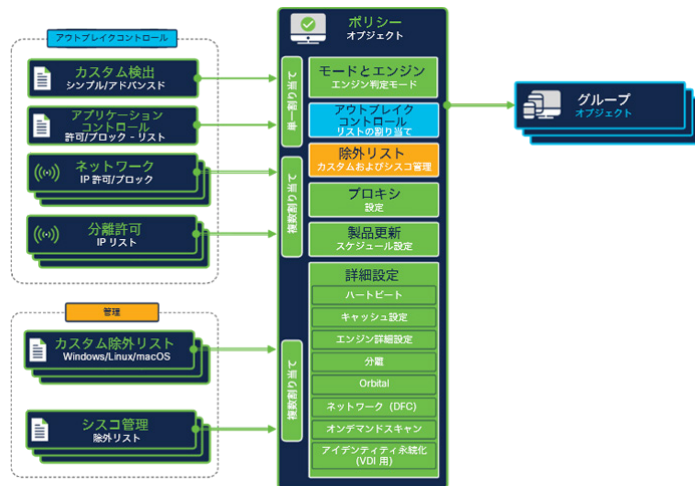 アウトブレイクコントロール
カスタム検出
シンプル/アドバンスド
アプリケーション
コントロール
許可/ブロック - リスト
ネットワーク
IP 許可/ブロック
分離許可
IP リスト
管理
カスタム除外リスト
Windows/Linux/macOS
シスコ管理
除外リスト
ポリシー
オブジェクト
単一割り当て
複数割り当て
複数割り当て
モードとエンジン
エンジン判定モード
アウトブレイク
コントロール
リストの割り当て
除外リスト
カスタムおよびシスコ管理
プロキシ
設定
製品更新
スケジュール設定
詳細設定
ハートビート
キャッシュ設定
エンジン詳細設定
分離
Orbital
ネットワーク (DFC)
オンデマンドスキャン
アイデンティティ永続化
(VDI 用)
グループ
オブジェクト